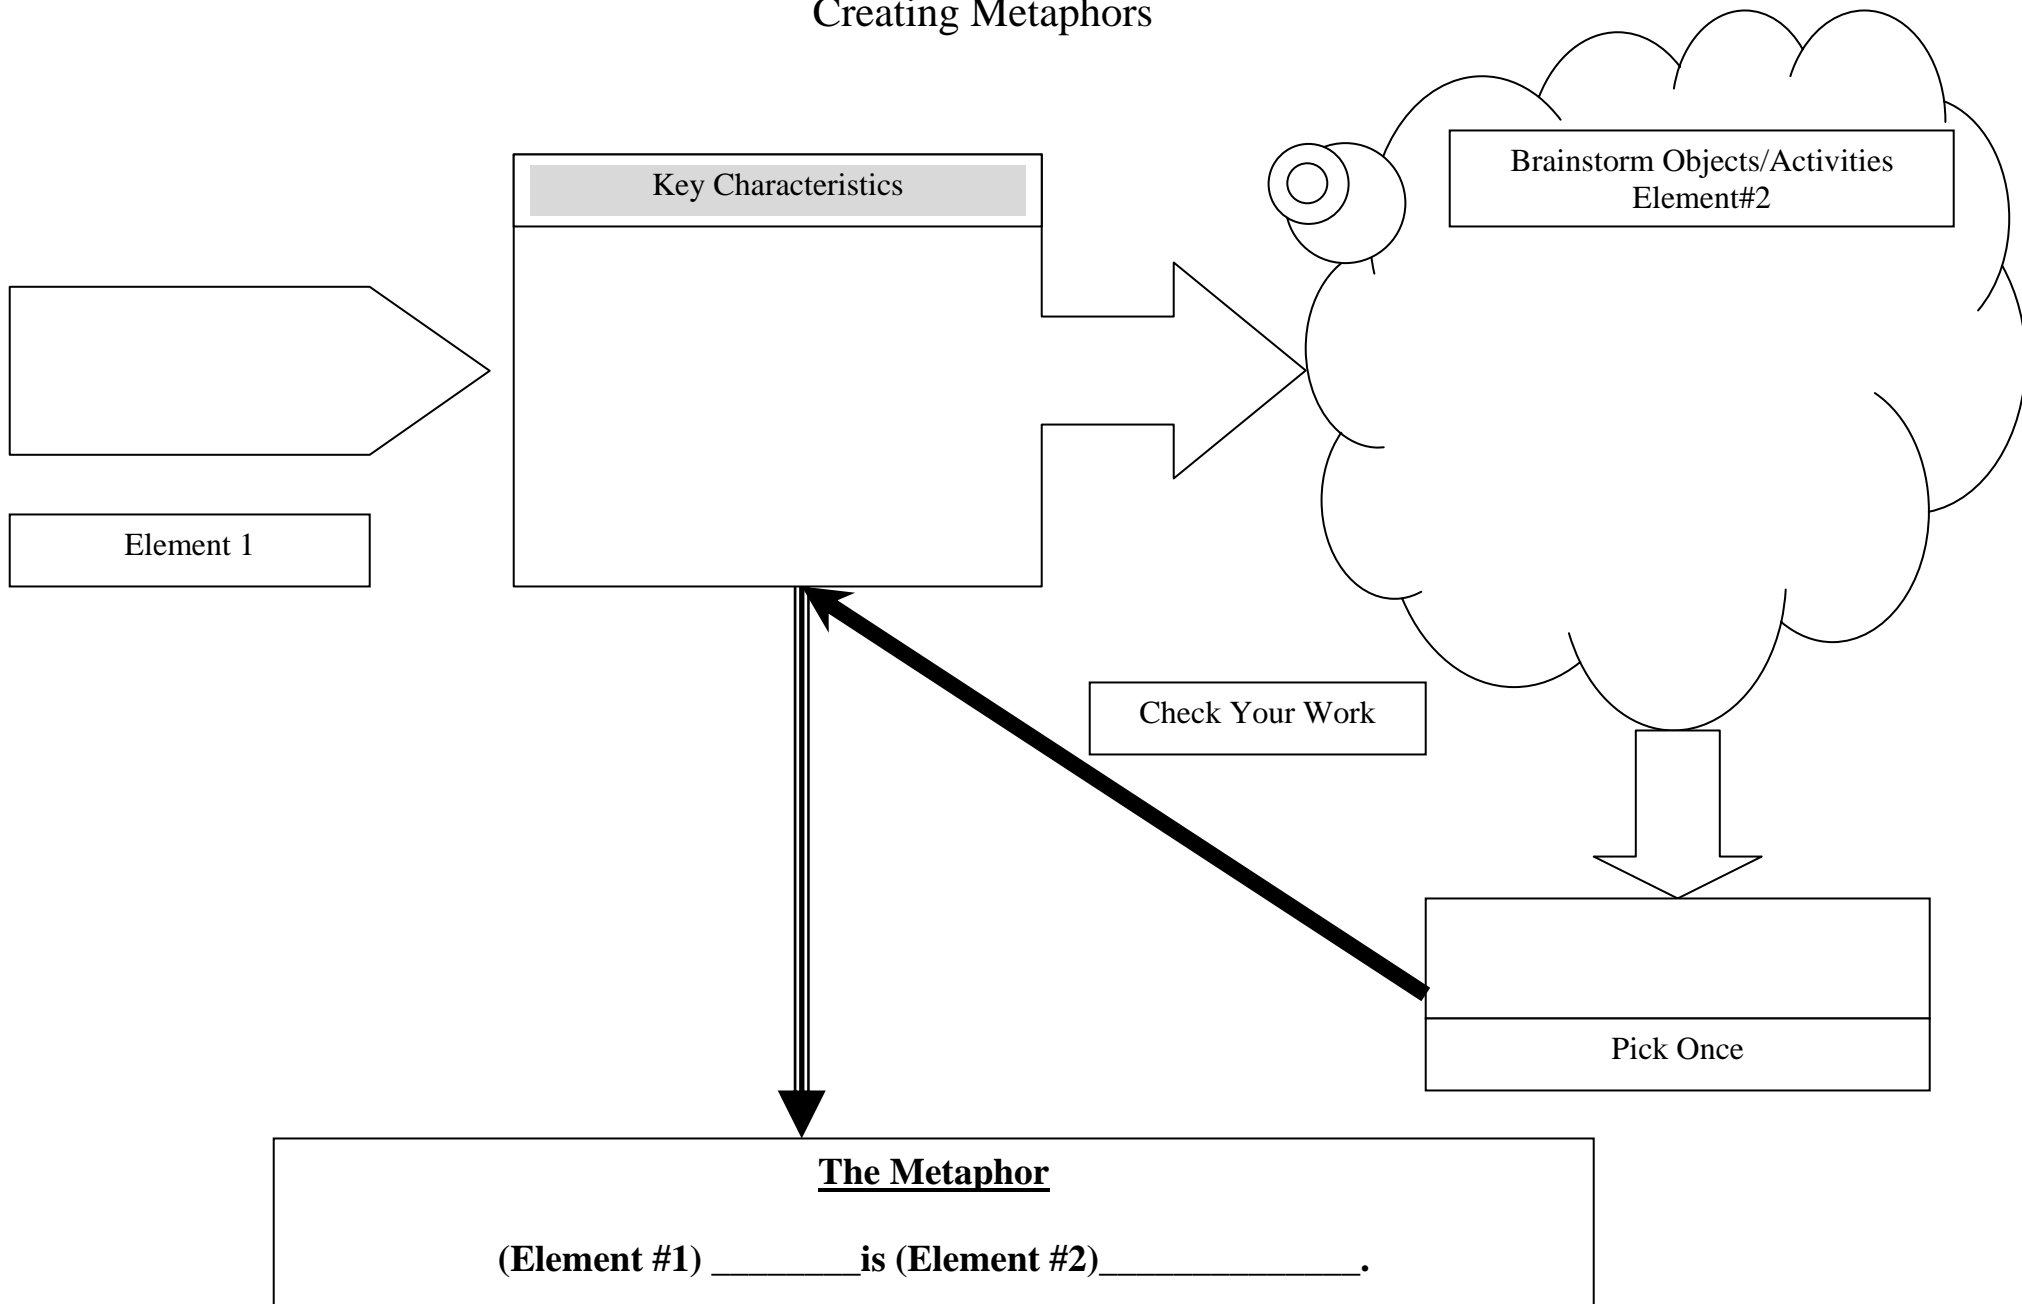 Creating Metaphors
Key Characteristics
Brainstorm Objects/Activities
Element#2
Element 1
Check Your Work
Pick Once
The Metaphor
(Element #1) ________is (Element #2)______________.